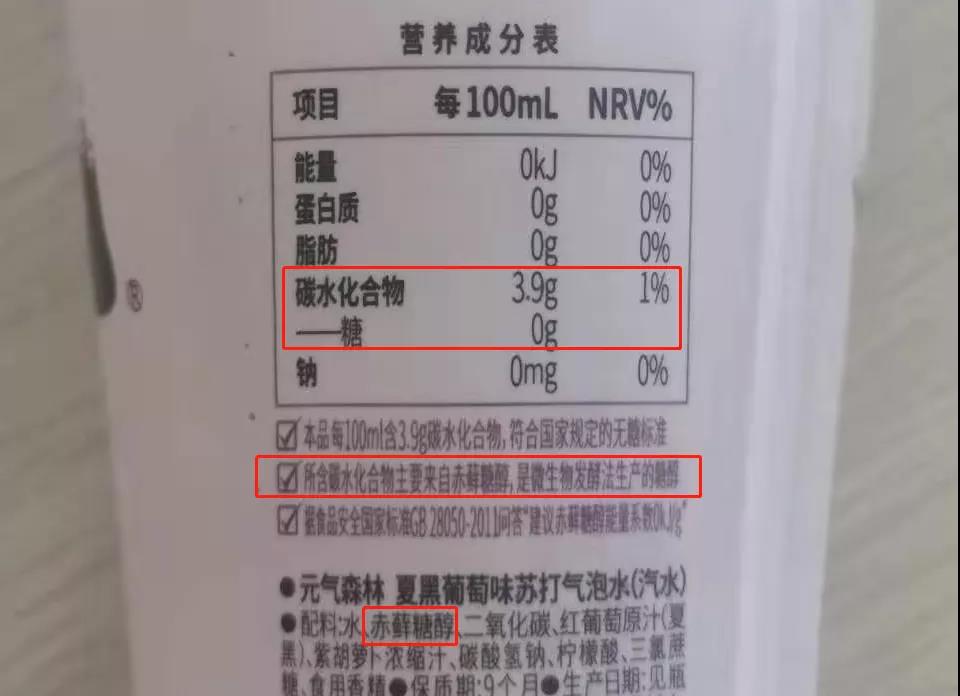 营养成分表
项目 每100mL NRV%
能量 0kJ 0%
蛋白质 0g 0%
脂肪 0g 0%
碳水化合物 3.9g 1%
——糖 0g
钠 0mg 0%
®
☑本品每100ml含3.9g碳水化合物,符合国家规定的无糖标准
☑所含碳水化合物主要来自赤藓糖醇,是微生物发酵法生产的糖醇
☑据食品安全国家标准GB 28050-2011问答“建议赤藓糖醇能量系数0kJ/g”
●元气森林 夏黑葡萄味苏打气泡水(汽水)
●配料:水、赤藓糖醇、二氧化碳、红葡萄原汁(夏
黑)、紫胡萝卜浓缩汁、碳酸氢钠、柠檬酸、三氯蔗
糖、食用香精●保质期:9个月●生产日期:见瓶